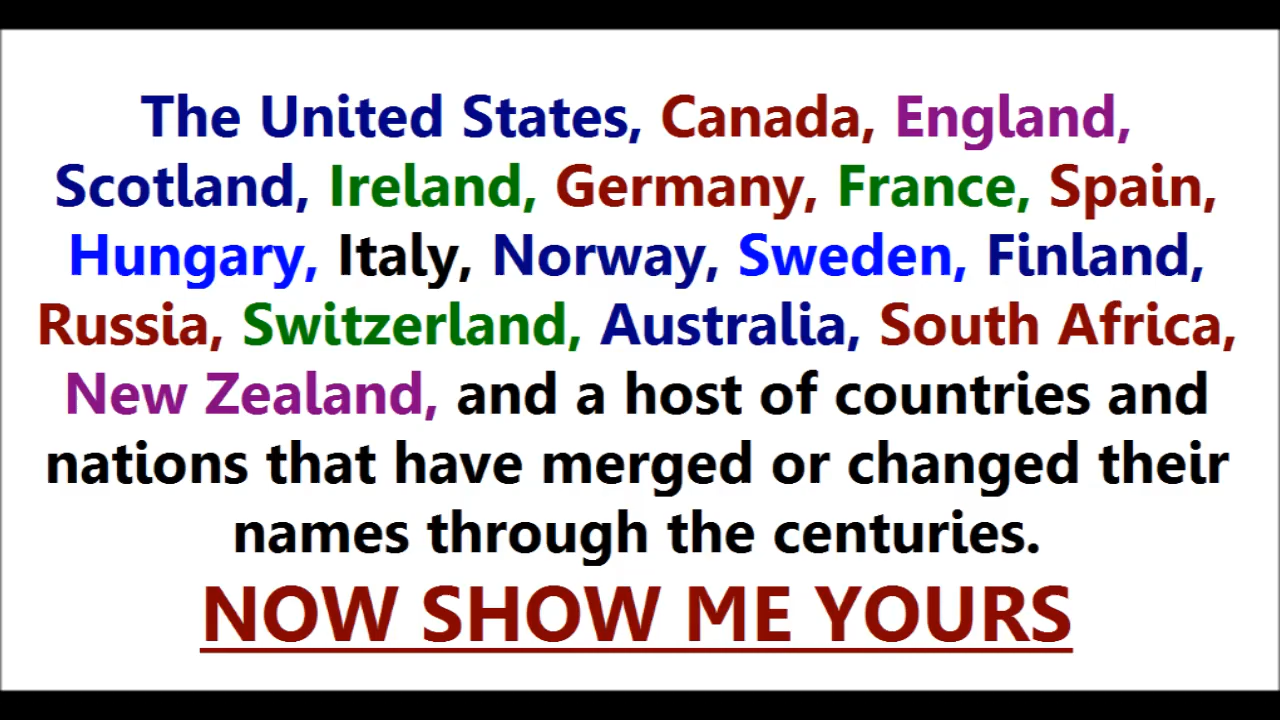 The United States, Canada, England,
Scotland, Ireland, Germany, France, Spain,
Hungary, Italy, Norway, Sweden, Finland,
Russia, Switzerland, Australia, South Africa,
New Zealand, and a host of countries and
nations that have merged or changed their
names through the centuries.
NOW SHOW ME YOURS